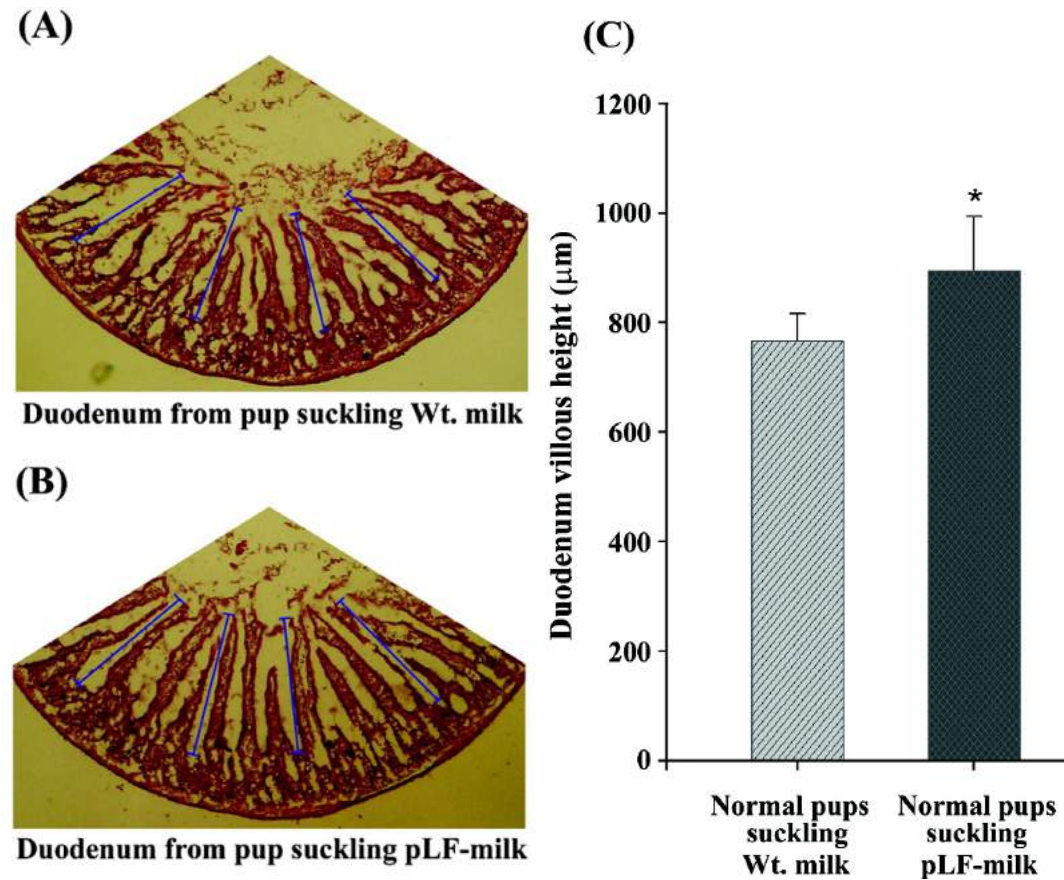 (A)
Duodenum from pup suckling Wt. milk
(B)
Duodenum from pup suckling pLF-milk
(C)
Duodenum villous height (μm)
1200
1000
800
600
400
200
0
*
Normal pups
suckling
Wt. milk
Normal pups
suckling
pLF-milk